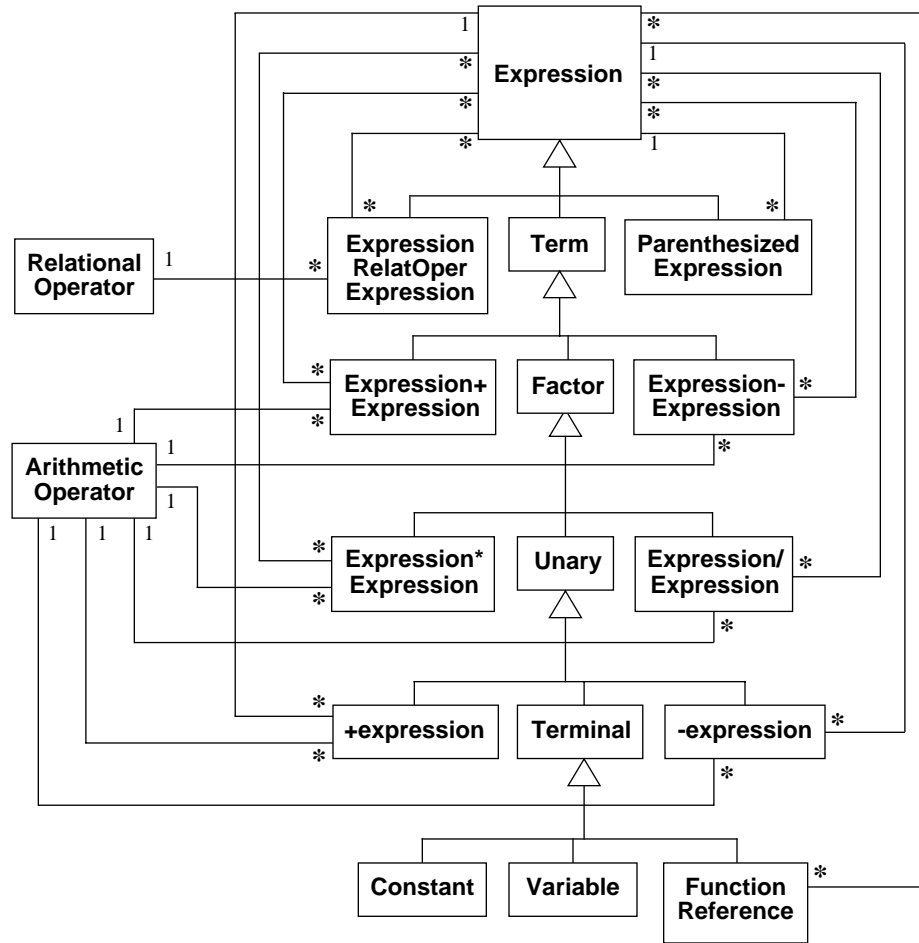 1
*
Expression
*
1
*
*
*
*
*
1
*
*
Expression
RelatOper
Expression
Term
Parenthesized
Expression
Relational
Operator
1
*
*
Expression+
Expression
*
Factor
Expression-
Expression
*
*
1
1
Arithmetic
Operator
1
1
1
1
*
Expression*
Expression
*
Unary
Expression/
Expression
*
*
*
+expression
*
Terminal
-expression
*
*
Constant
Variable
Function
Reference
*